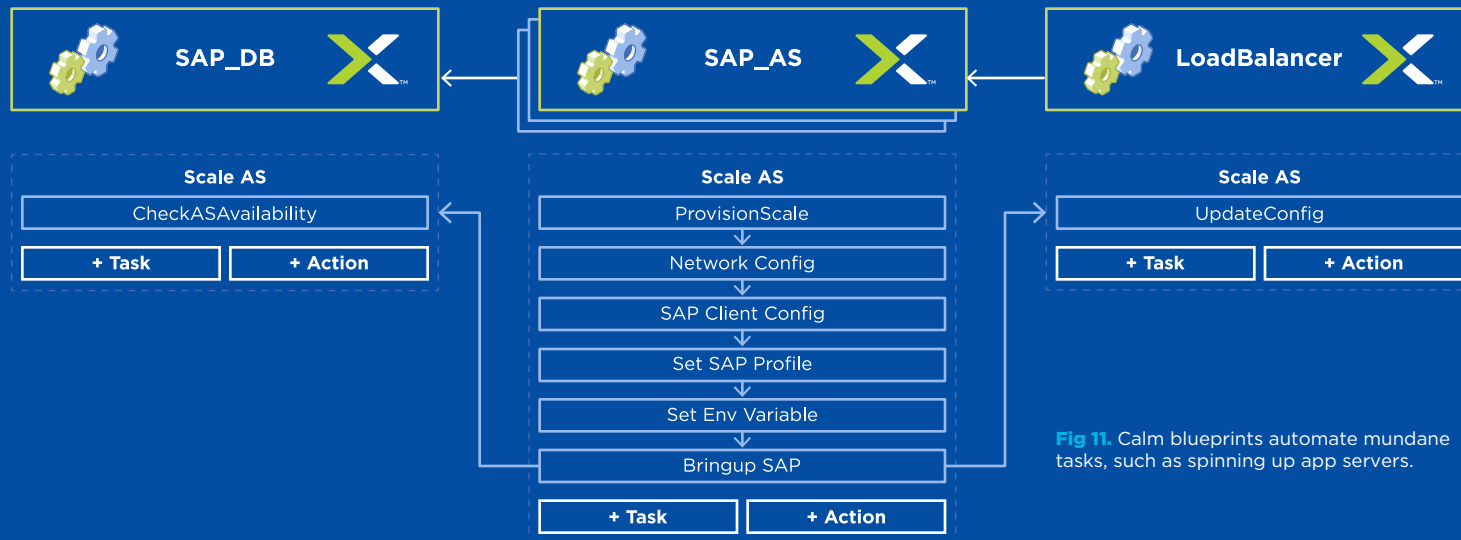 SAP_DB
SAP_AS
LoadBalancer
Scale AS
CheckASAvailability
+ Task
+ Action
Scale AS
ProvisionScale
Network Config
SAP Client Config
Set SAP Profile
Set Env Variable
Bringup SAP
+ Task
+ Action
Scale AS
UpdateConfig
+ Task
+ Action
Fig 11. Calm blueprints automate mundane
tasks, such as spinning up app servers.